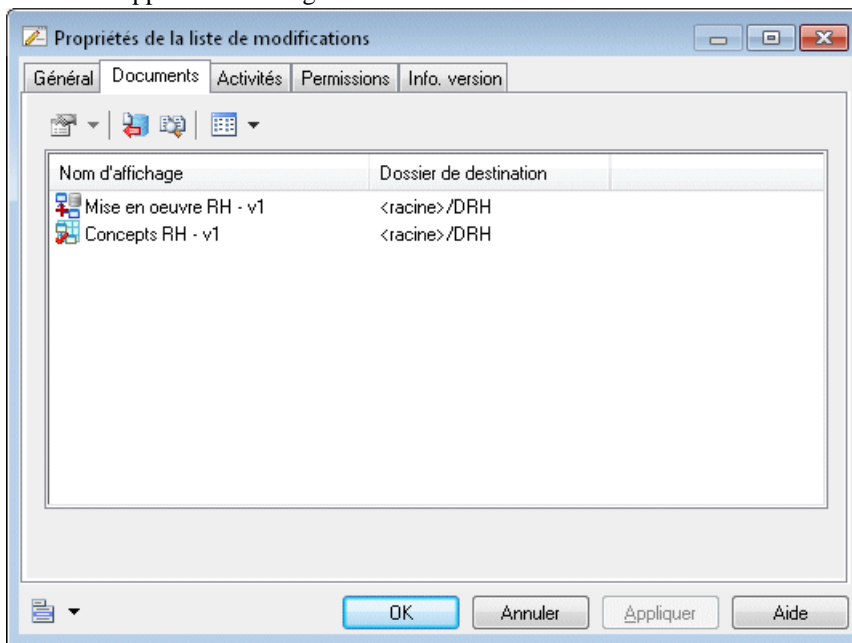 Propriétés de la liste de modifications
Général Documents Activités Permissions Info. version
Nom d'affichage Dossier de destination
Mise en oeuvre RH - v1 <racine>/DRH
Concepts RH - v1 <racine>/DRH
OK Annuler Appliquer Aide